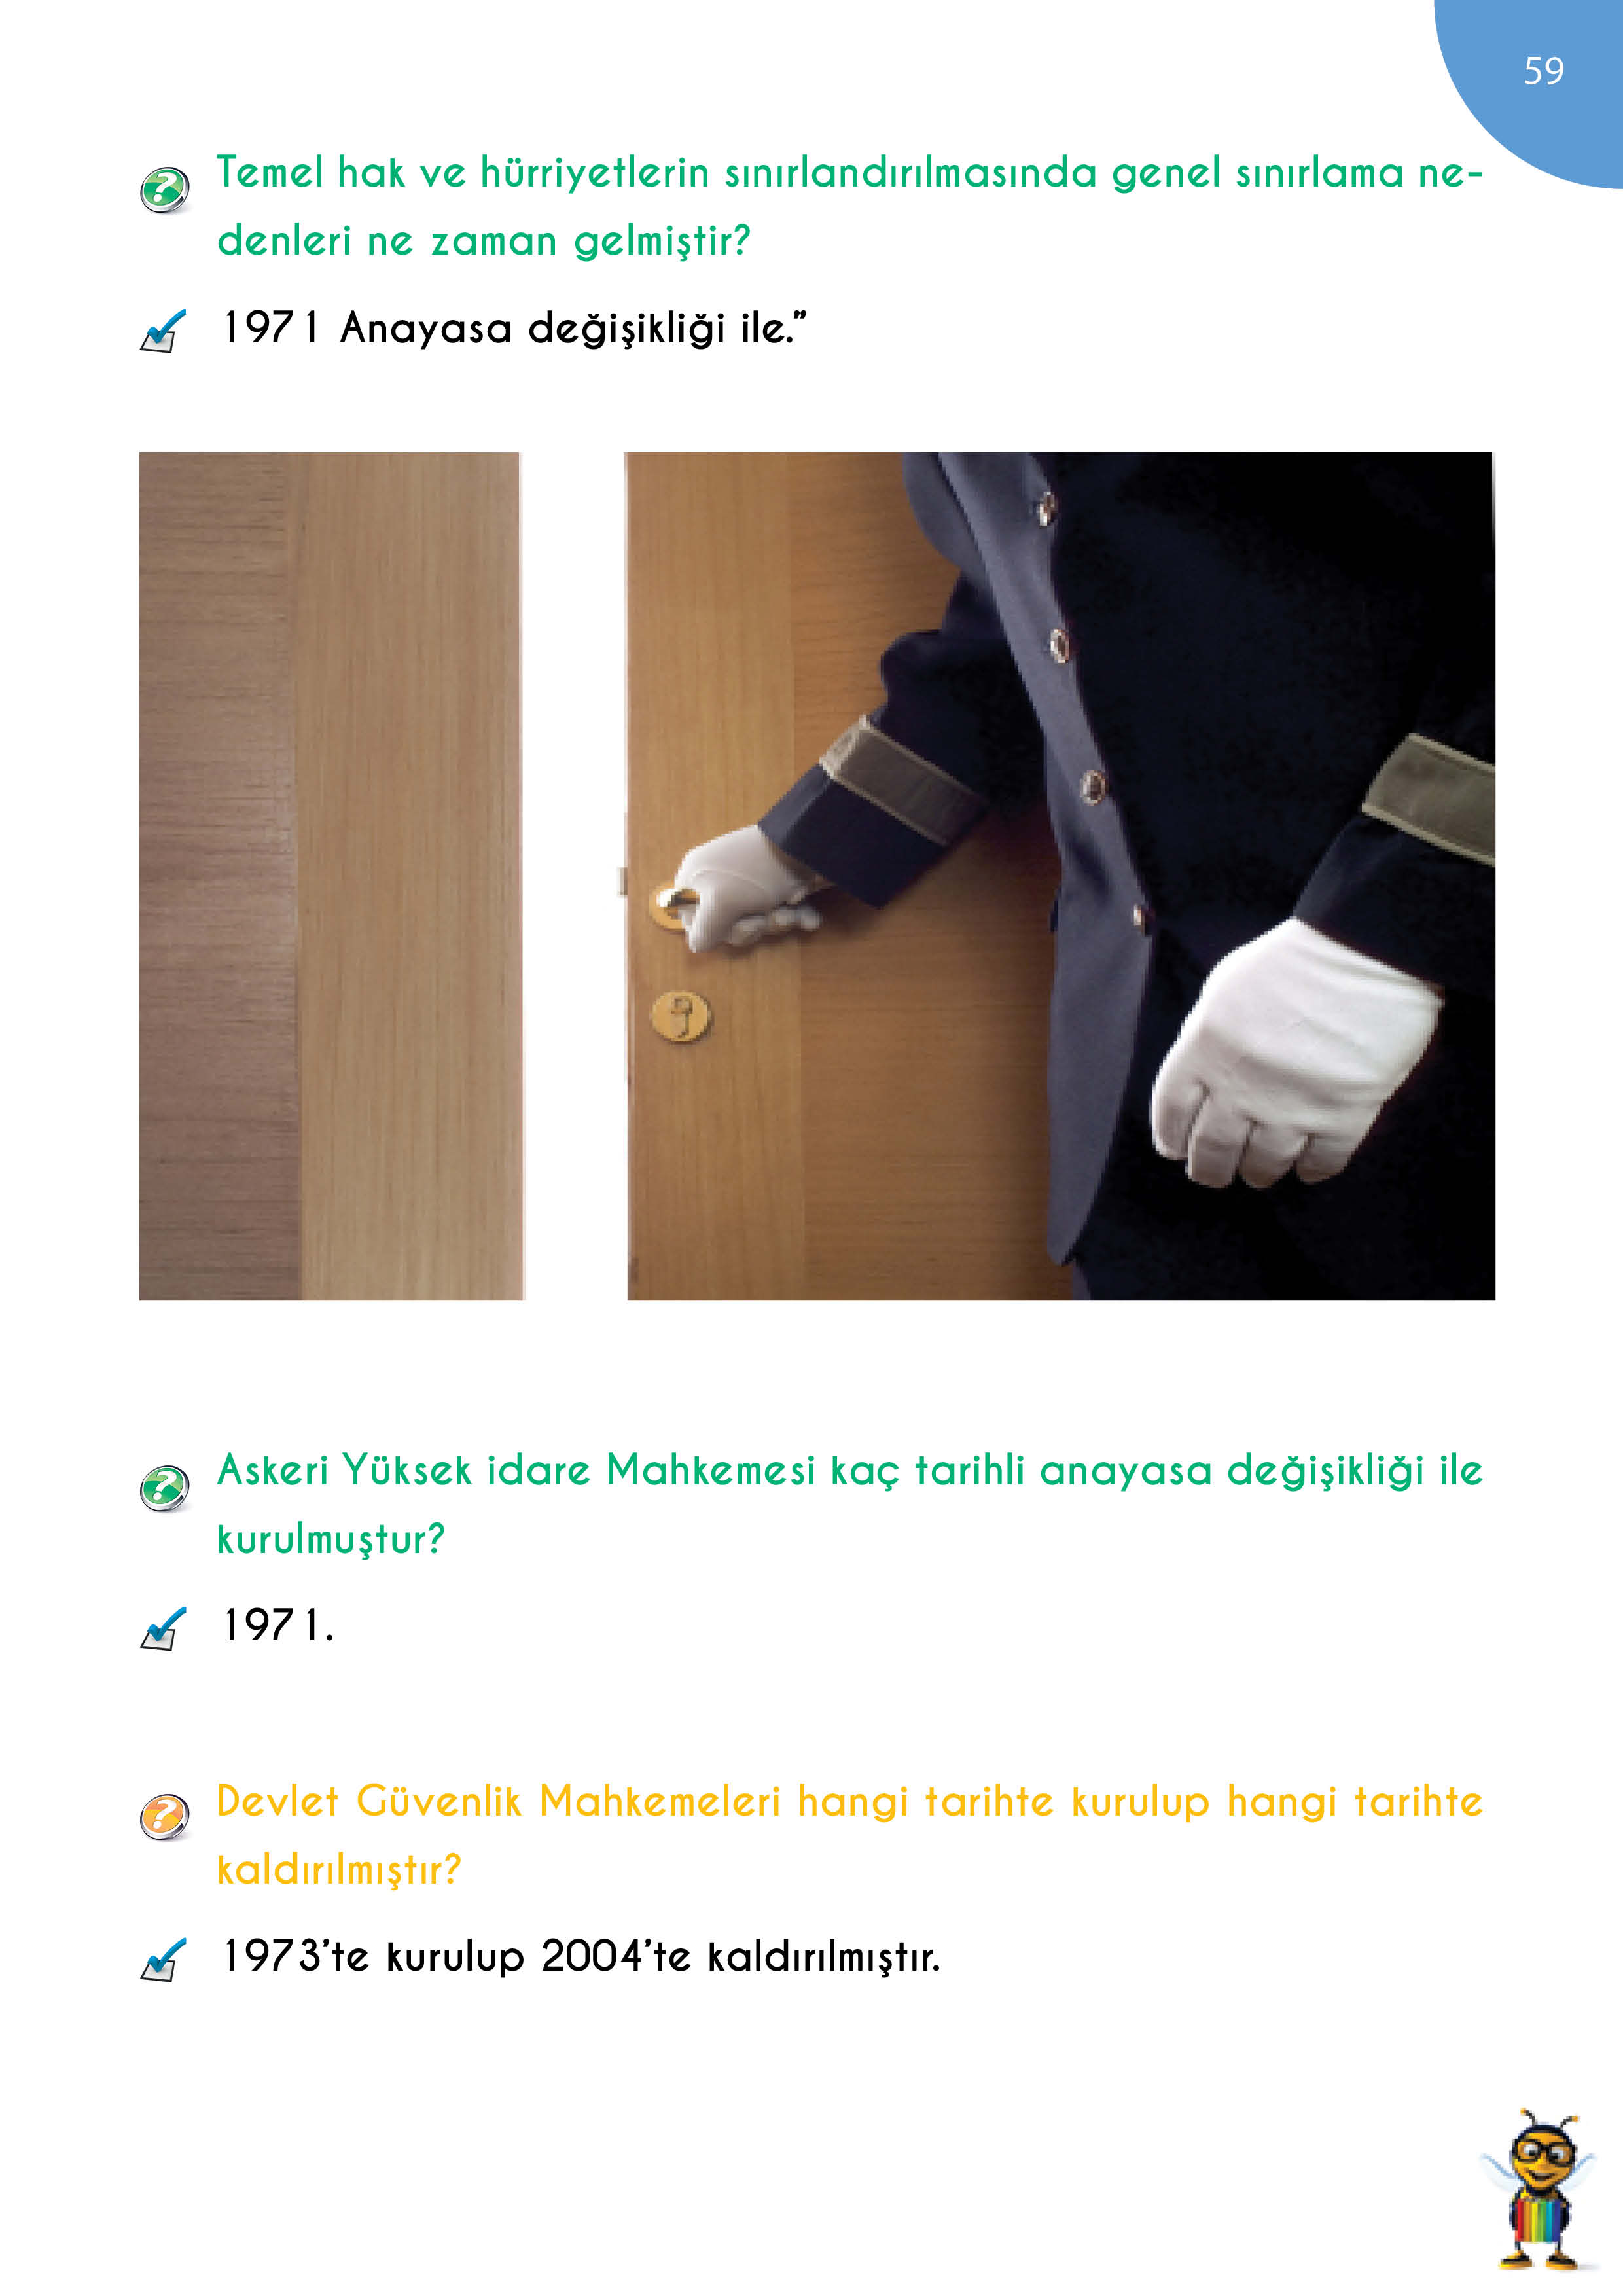 59
Temel hak ve hürriyetlerin sınırlandırılmasında genel sınırlama ne-
denleri ne zaman gelmiştir?
1971 Anayasa değişikliği ile.”
Askeri Yüksek idare Mahkemesi kaç tarihli anayasa değişikliği ile
kurulmuştur?
1971.
Devlet Güvenlik Mahkemeleri hangi tarihte kurulup hangi tarihte
kaldırılmıştır?
1973’te kurulup 2004’te kaldırılmıştır.